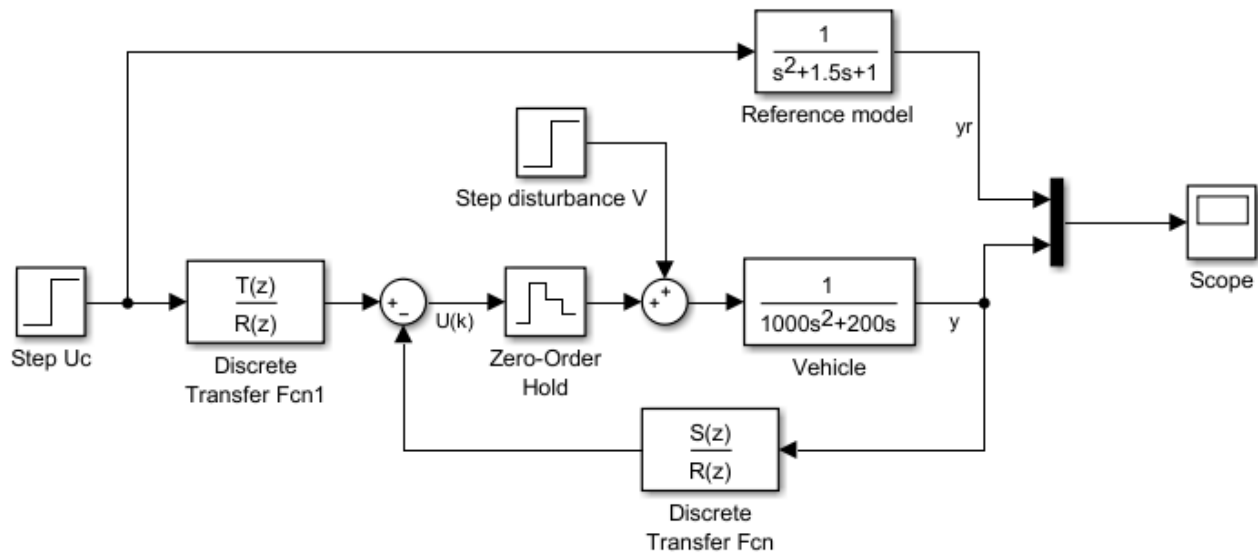 1
s²+1.5s+1
Reference model
yr
Step disturbance V
Scope
T(z)
R(z)
+
−
U(k)
+
+
1
1000s²+200s
y
Step Uc
Discrete
Transfer Fcn1
Zero-Order
Hold
Vehicle
S(z)
R(z)
Discrete
Transfer Fcn